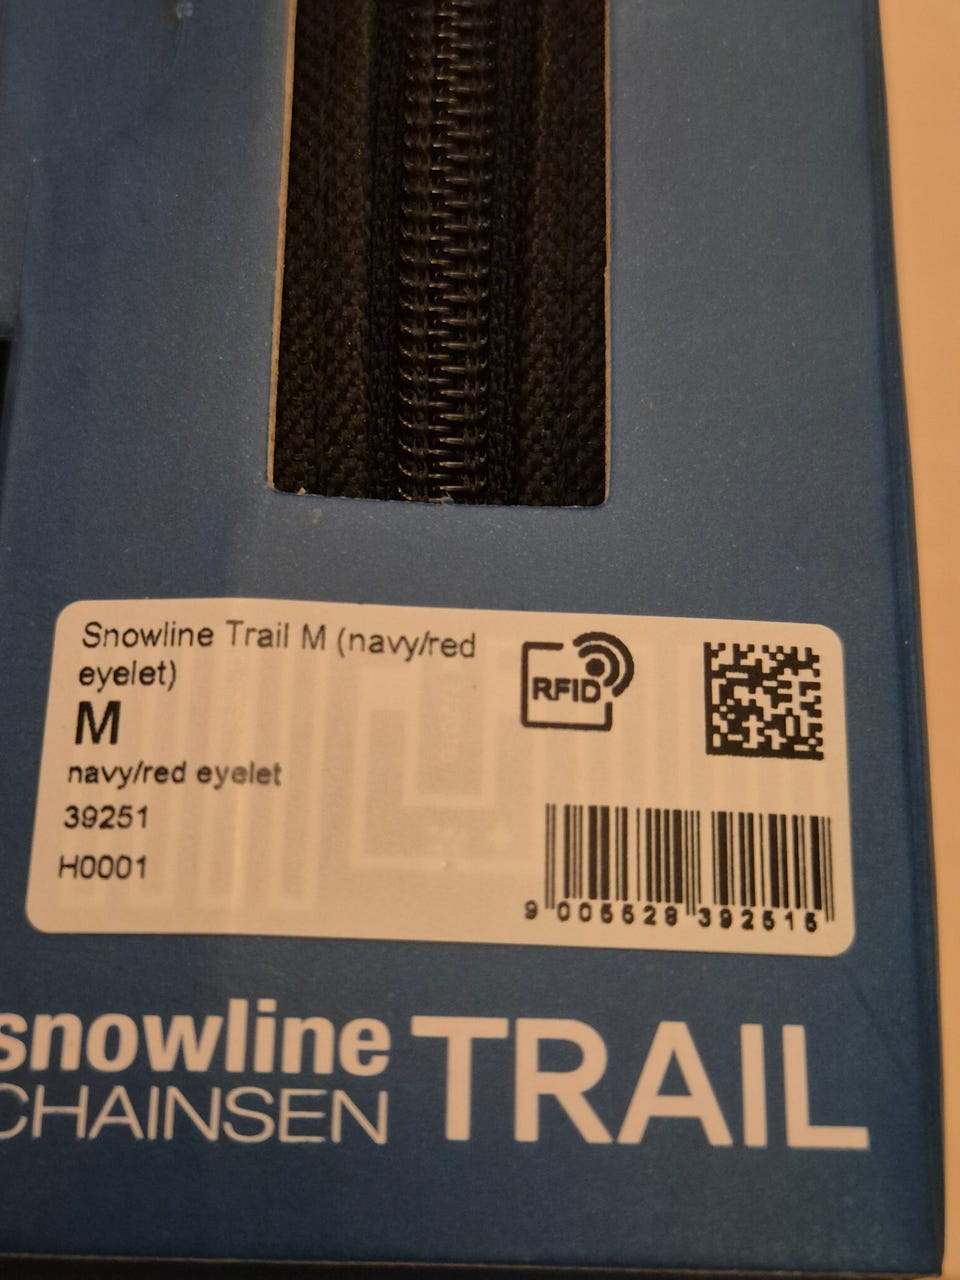 Snowline Trail M (navy/red
eyelet)
M
navy/red eyelet
39251
H0001
RFID
9 005528 392515
snowline
CHAINSEN
TRAIL